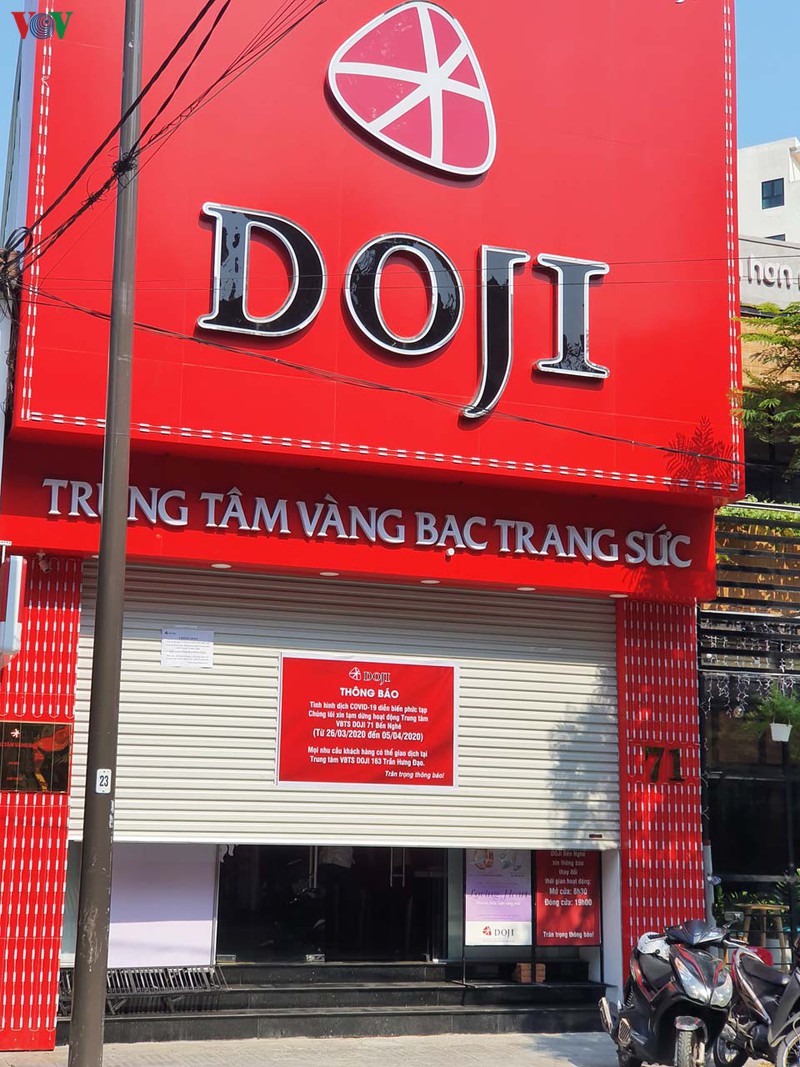 VOV
DOJI
han
TRUNG TÂM VÀNG BẠC TRANG SỨC
DOJI
THÔNG BÁO
Tình hình dịch COVID-19 diễn biến phức tạp
Chúng tôi xin tạm dừng hoạt động Trung tâm
VBTS DOJI 71 Bến Nghé
(Từ 26/03/2020 đến 05/04/2020)
Mọi nhu cầu khách hàng có thể giao dịch tại
Trung tâm VBTS DOJI 163 Trần Hưng Đạo.
Trân trọng thông báo!
71
23
DOJI Bến Nghé
xin thông báo
thay đổi
thời gian hoạt động:
Mở cửa: 8h30
Đóng cửa: 19h00
Trân trọng thông báo!
Loving Heart
DOJI